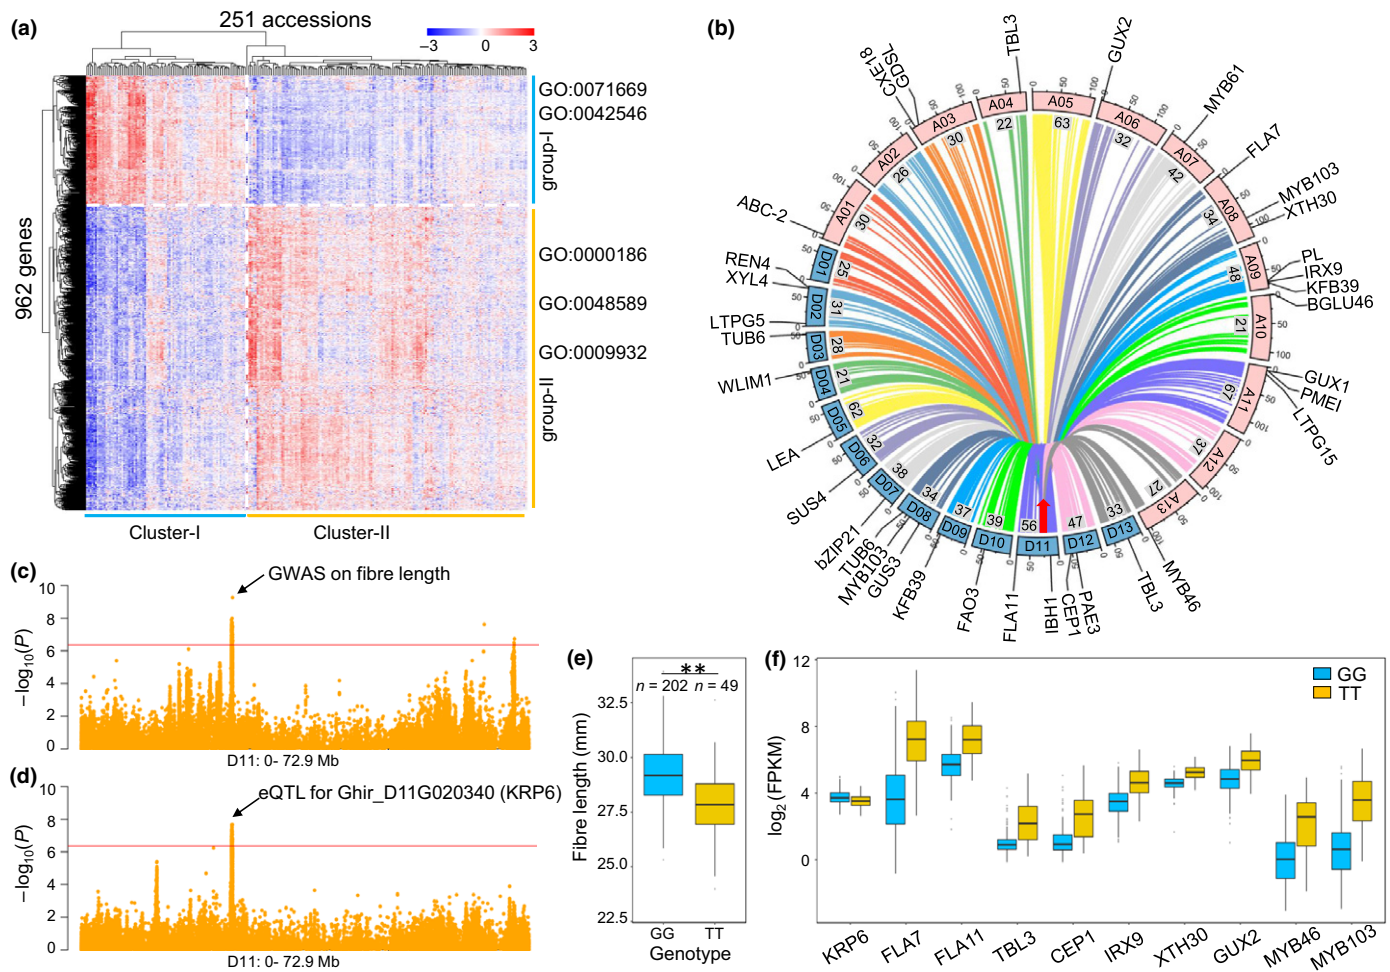 (a)
251 accessions
−3 0 3
962 genes
GO:0071669
GO:0042546
group-I
GO:0000186
GO:0048589
GO:0009932
group-II
Cluster-I Cluster-II
(b)
A01 A02 A03 A04 A05 A06 A07 A08 A09 A10 A11 A12 A13
30 26 30 22 63 32 42 34 48 21 67 37 27
D01 D02 D03 D04 D05 D06 D07 D08 D09 D10 D11 D12 D13
25 31 28 21 62 32 38 34 37 39 56 47 33
ABC-2
CXE18
GDSL
TBL3
GUX2
MYB61
FLA7
MYB103
XTH30
PL
IRX9
KFB39
BGLU46
GUX1
PMEI
LTPG15
MYB46
TBL3
PAE3
CEP1
IHH
FLA11
FAO3
KFB39
GUS3
MYB103
TUB6
bZIP21
SUS4
LEA
WLIM1
TUB6
LTPG5
XYL4
REN4
(c)
GWAS on fibre length
−log10(P)
10
8
6
4
2
0
D11: 0- 72.9 Mb
(d)
eQTL for Ghir_D11G020340 (KRP6)
−log10(P)
10
8
6
4
2
0
D11: 0- 72.9 Mb
(e)
**
n = 202 n = 49
Fibre length (mm)
32.5
30.0
27.5
25.0
22.5
GG TT
Genotype
(f)
GG
TT
log2 (FPKM)
12
8
4
0
KRP6 FLA7 FLA11 TBL3 CEP1 IRX9 XTH30 GUX2 MYB46 MYB103